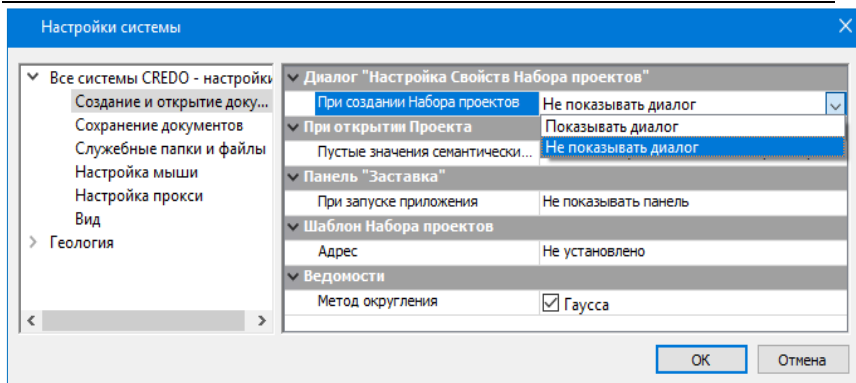 Настройки системы
Все системы CREDO - настройки
Создание и открытие доку...
Сохранение документов
Служебные папки и файлы
Настройка мыши
Настройка прокси
Вид
Геология
Диалог "Настройка Свойств Набора проектов"
При создании Набора проектов Не показывать диалог
Показывать диалог
Не показывать диалог
При открытии Проекта
Пустые значения семантически...
Панель "Заставка"
При запуске приложения Не показывать панель
Шаблон Набора проектов
Адрес Не установлено
Ведомости
Метод округления Гаусса
ОК Отмена